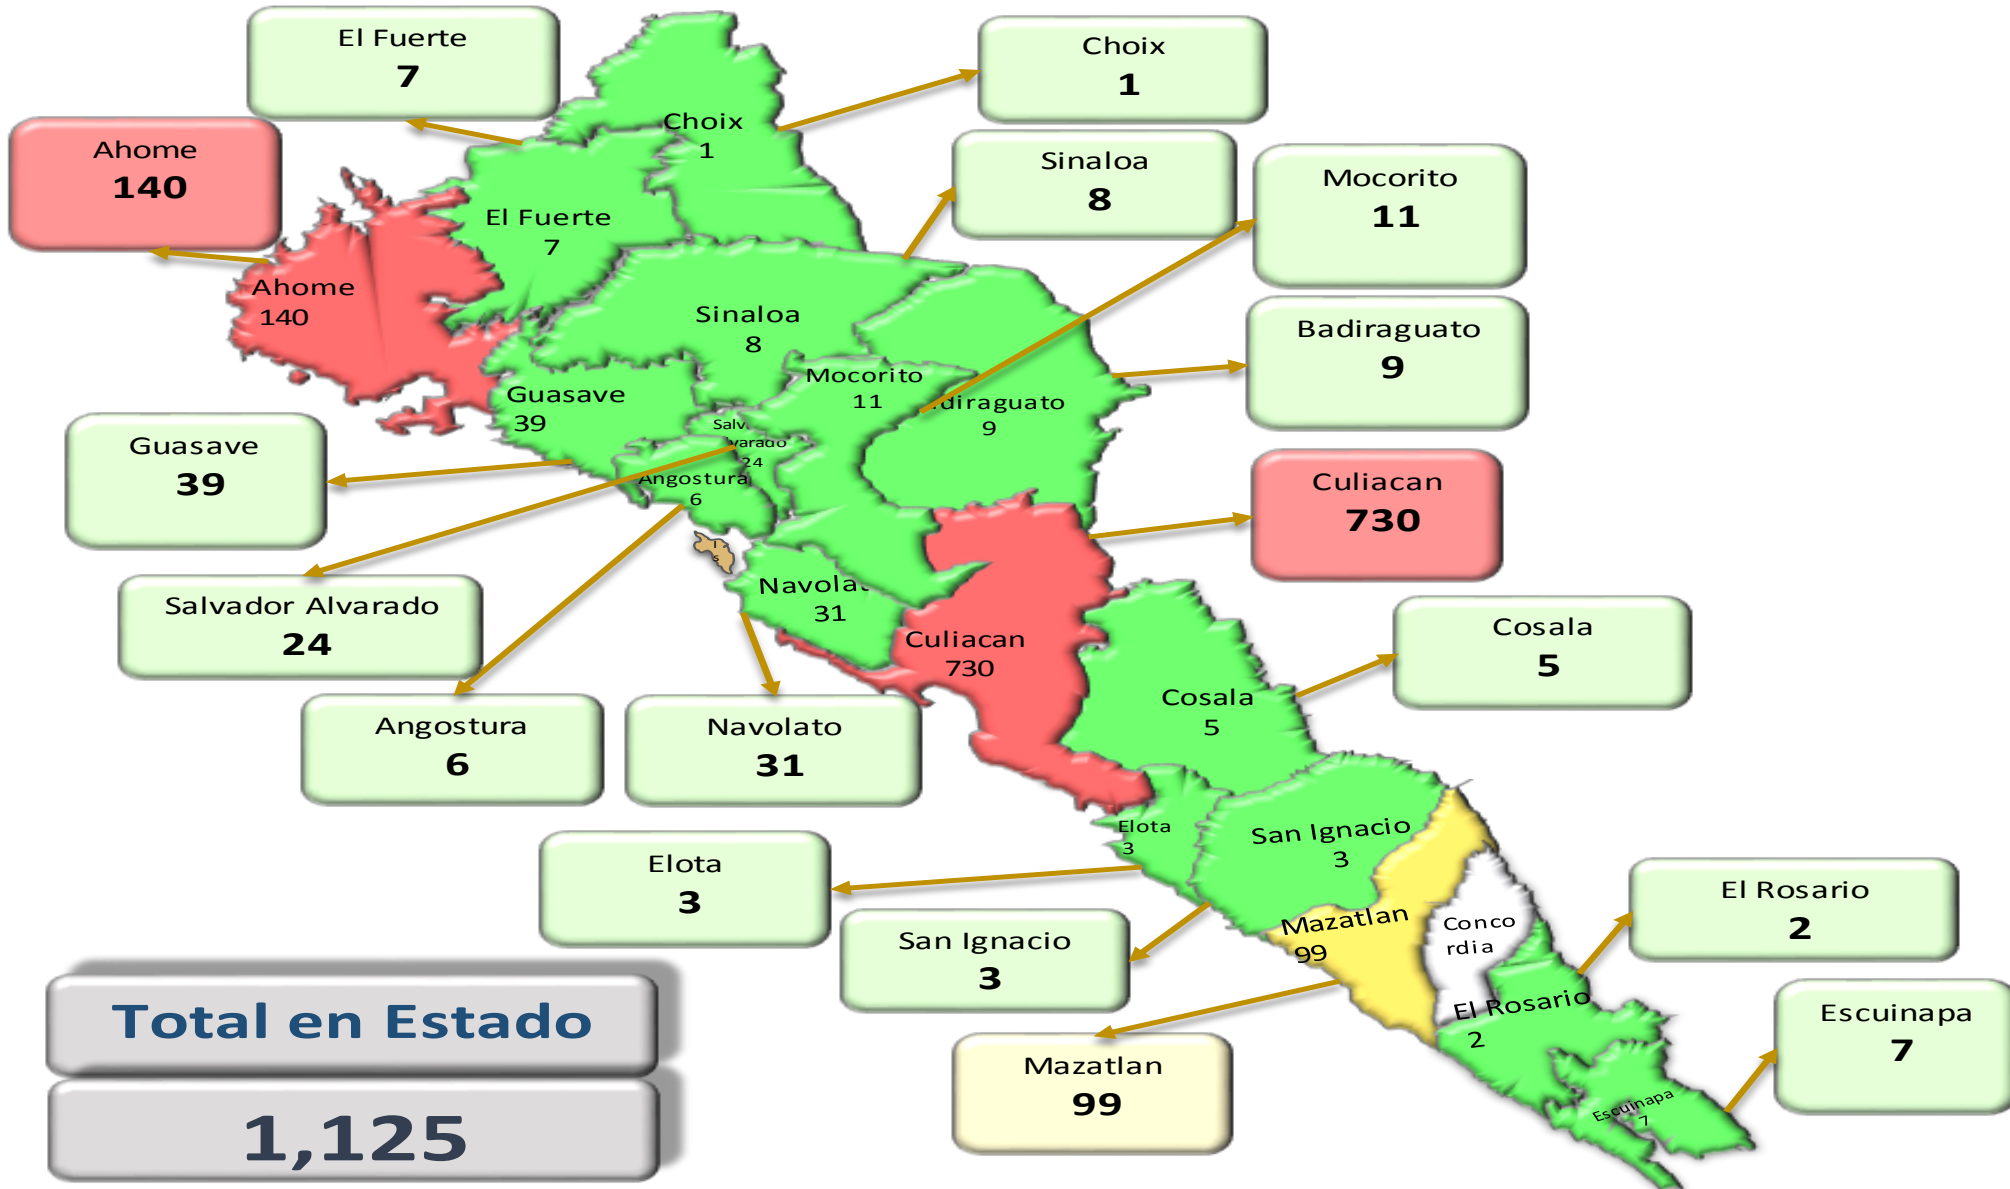 El Fuerte
7
Choix
1
Ahome
140
Choix
1
Sinaloa
8
Mocorito
11
El Fuerte
7
Ahome
140
Sinaloa
8
Badiraguato
9
Mocorito
11
diraguato
9
Guasave
39
Salv
lvarado
24
Guasave
39
Angostura
6
Culiacan
730
Navolat
31
Salvador Alvarado
24
Culiacan
730
Cosala
5
Cosala
5
Angostura
6
Navolato
31
Elota
3
San Ignacio
3
Elota
3
El Rosario
2
Mazatlan
99
Conco
rdia
San Ignacio
3
El Rosario
2
Escuinapa
7
Total en Estado
1,125
Mazatlan
99
Escuinapa
7